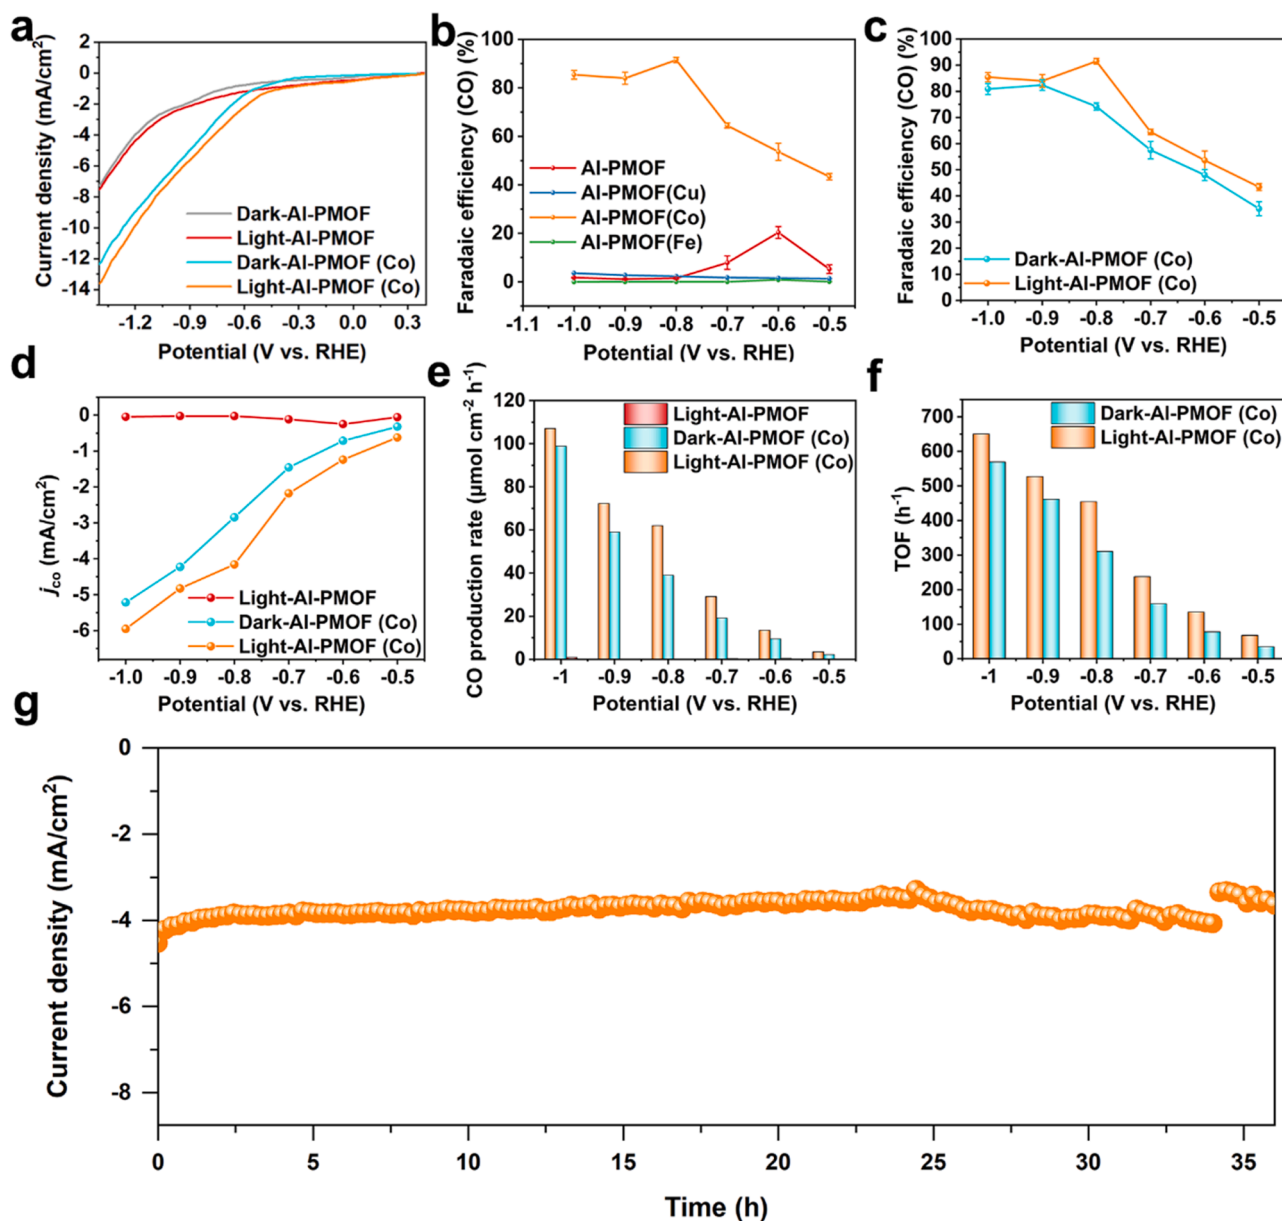 a
2
0
-2
-4
-6
-8
-10
-12
-14
Current density (mA/cm²)
Dark-Al-PMOF
Light-Al-PMOF
Dark-Al-PMOF (Co)
Light-Al-PMOF (Co)
-1.2 -0.9 -0.6 -0.3 0.0 0.3
Potential (V vs. RHE)
b
100
80
60
40
20
0
Faradaic efficiency (CO) (%)
Al-PMOF
Al-PMOF(Cu)
Al-PMOF(Co)
Al-PMOF(Fe)
-1.1 -1.0 -0.9 -0.8 -0.7 -0.6 -0.5
Potential (V vs. RHE)
c
100
90
80
70
60
50
40
30
20
10
0
Faradaic efficiency (CO) (%)
Dark-Al-PMOF (Co)
Light-Al-PMOF (Co)
-1.0 -0.9 -0.8 -0.7 -0.6 -0.5
Potential (V vs. RHE)
d
0
-1
-2
-3
-4
-5
-6
jco (mA/cm²)
Light-Al-PMOF
Dark-Al-PMOF (Co)
Light-Al-PMOF (Co)
-1.0 -0.9 -0.8 -0.7 -0.6 -0.5
Potential (V vs. RHE)
e
120
100
80
60
40
20
0
CO production rate (μmol cm⁻² h⁻¹)
Light-Al-PMOF
Dark-Al-PMOF (Co)
Light-Al-PMOF (Co)
-1 -0.9 -0.8 -0.7 -0.6 -0.5
Potential (V vs. RHE)
f
700
600
500
400
300
200
100
0
TOF (h⁻¹)
Dark-Al-PMOF (Co)
Light-Al-PMOF (Co)
-1 -0.9 -0.8 -0.7 -0.6 -0.5
Potential (V vs. RHE)
g
0
-2
-4
-6
-8
Current density (mA/cm²)
0 5 10 15 20 25 30 35
Time (h)